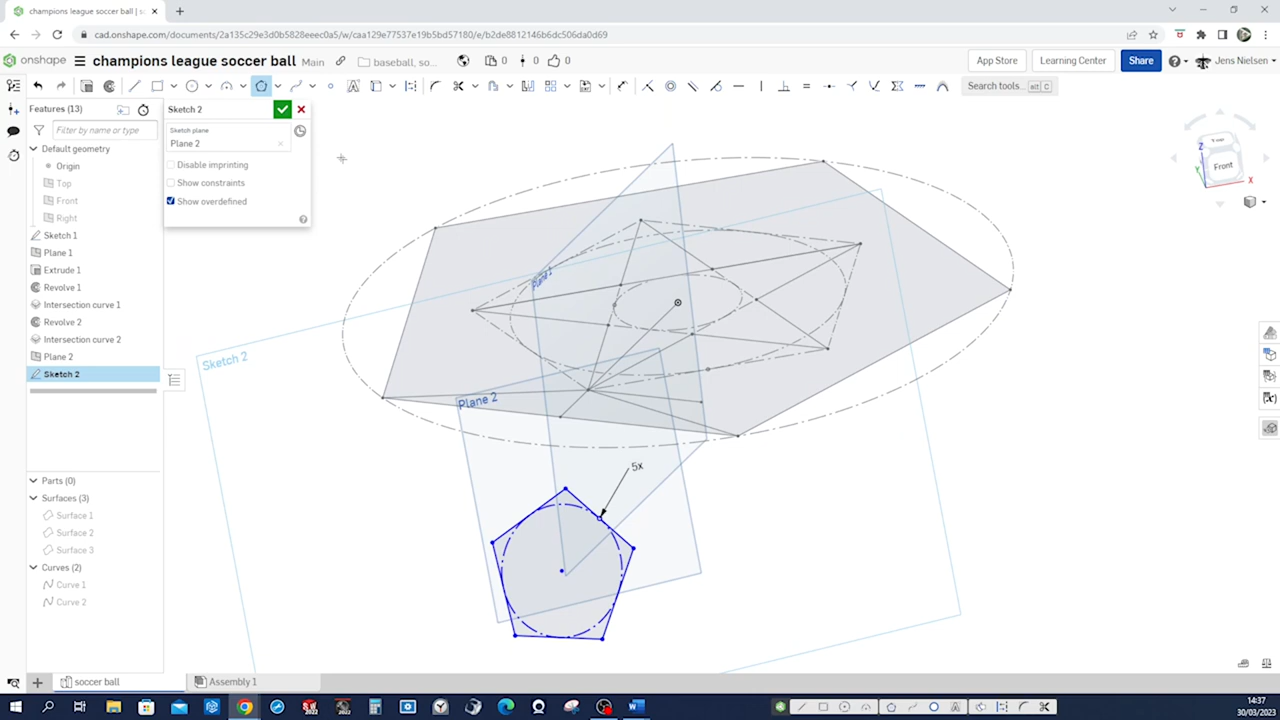 champions league soccer ball | s
cad.onshape.com/documents/2a135c29e3d0b5828eeec0a5/w/caa129e77537e19b5bd57180/e/b2de8812146b6dc506da0d69
onshape
champions league soccer ball Main
baseball, so...
0
0
0
App Store
Learning Center
Share
Jens Nielsen
Search tools...
alt C
Features (13)
Filter by name or type
Default geometry
Origin
Top
Front
Right
Sketch 1
Plane 1
Extrude 1
Revolve 1
Intersection curve 1
Revolve 2
Intersection curve 2
Plane 2
Sketch 2
Parts (0)
Surfaces (3)
Surface 1
Surface 2
Surface 3
Curves (2)
Curve 1
Curve 2
Sketch 2
Sketch plane
Plane 2
Disable imprinting
Show constraints
Show overdefined
Sketch 2
Plane 1
Plane 2
5x
Z
Front
X
Y
soccer ball
Assembly 1
2022
2022
14:37
30/03/2023